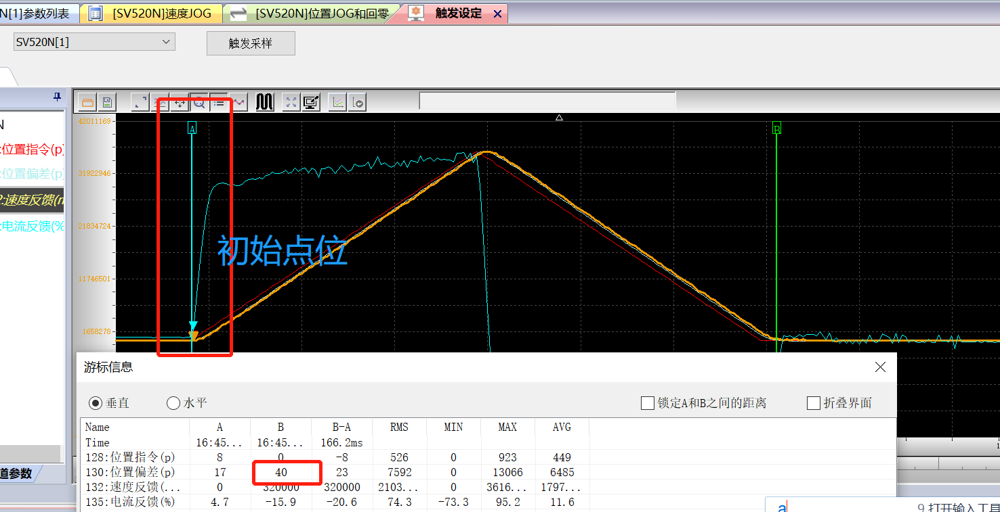 N[1]参数列表 [SV520N]速度JOG [SV520N]位置JOG和回零 触发设定
SV520N[1] 触发采样
42011169
A
B
N
:位置指令(p)
31922946
:位置偏差(p
2:速度反馈(r
:电流反馈(%
21834724
初始点位
11746501
1658278
游标信息
垂直 水平 锁定A和B之间的距离 折叠界面
Name A B B-A RMS MIN MAX AVG
Time 16:45... 16:45... 166.2ms
128:位置指令(p) 8 0 -8 526 0 923 449
130:位置偏差(p) 17 40 23 7592 0 13066 6485
132:速度反馈(... 0 320000 320000 2103... 0 3616... 1797...
135:电流反馈(%) 4.7 -15.9 -20.6 74.3 -73.3 95.2 11.6
道参数
a 9.打开输入工具